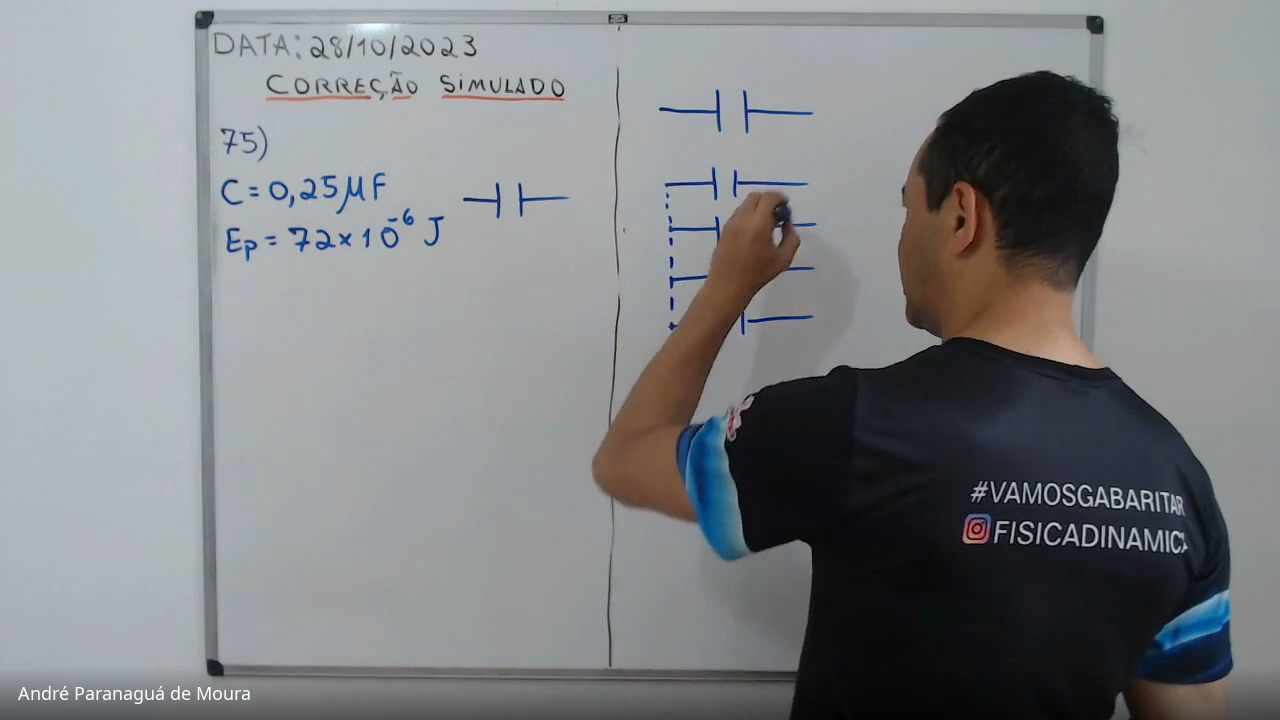 DATA: 28/10/2023
CORREÇÃO SIMULADO
75)
C = 0,25 μF
Ep = 72 × 10⁻⁶ J
#VAMOSGABARITAR
FISICADINAMIC
André Paranaguá de Moura